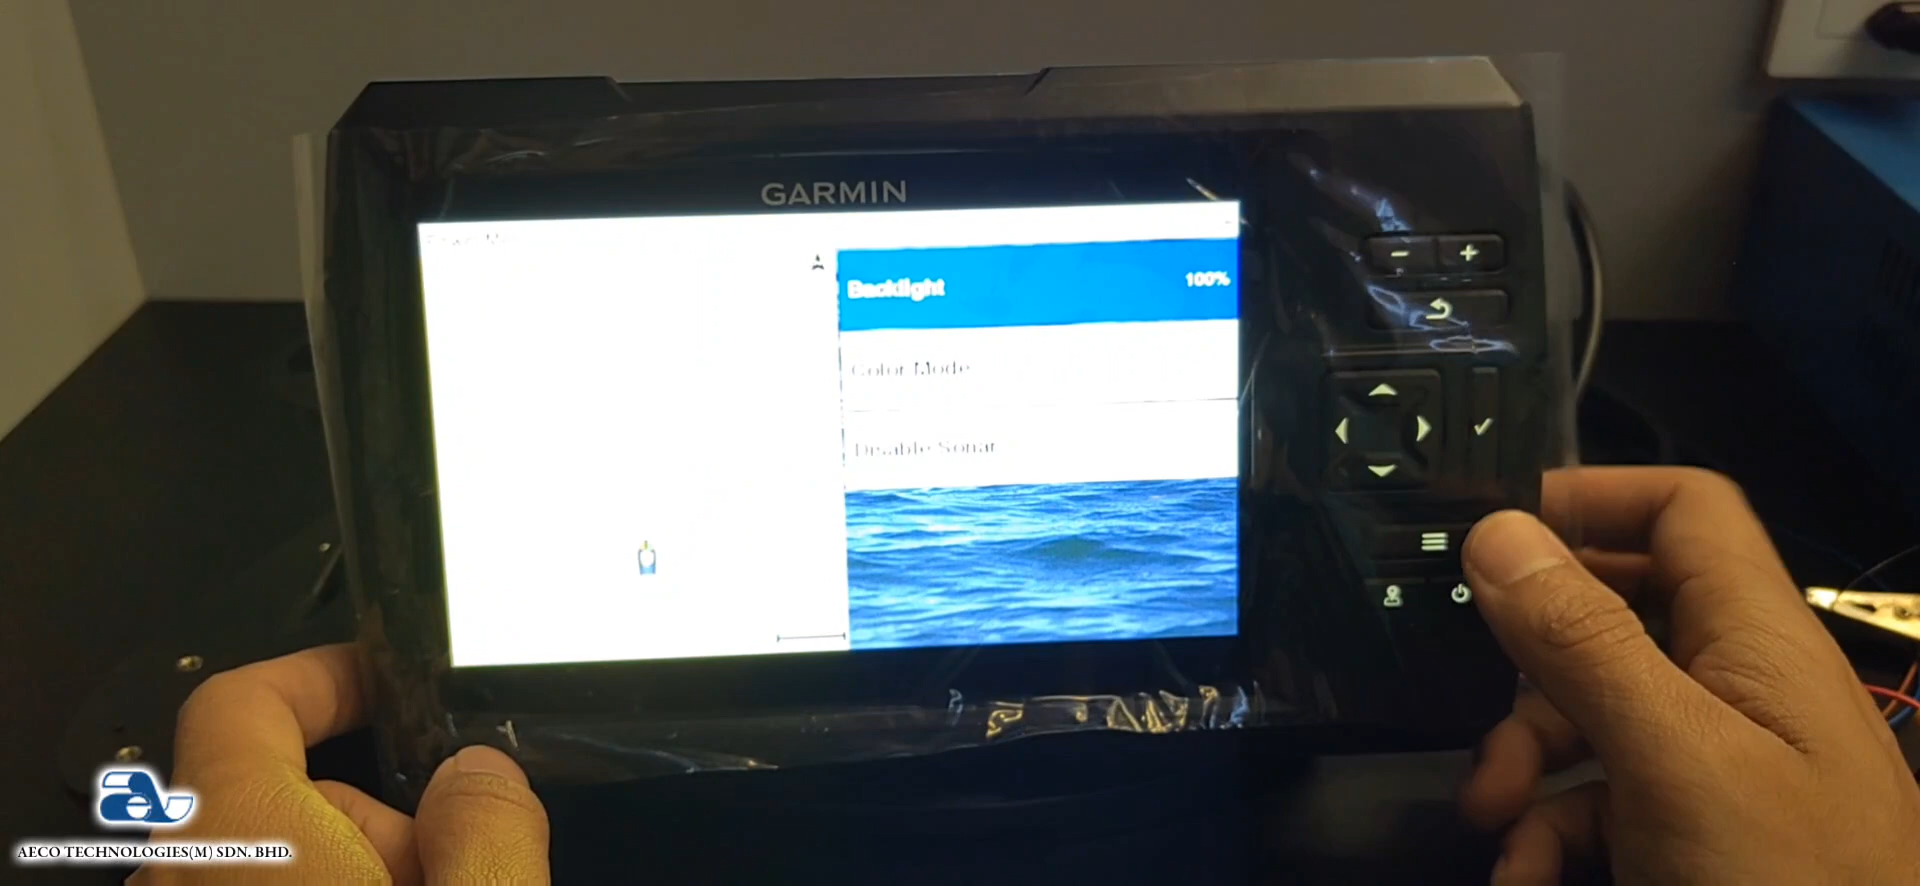 GARMIN
Backlight 100%
Color Mode
Disable Sonar
AECO TECHNOLOGIES(M) SDN. BHD.